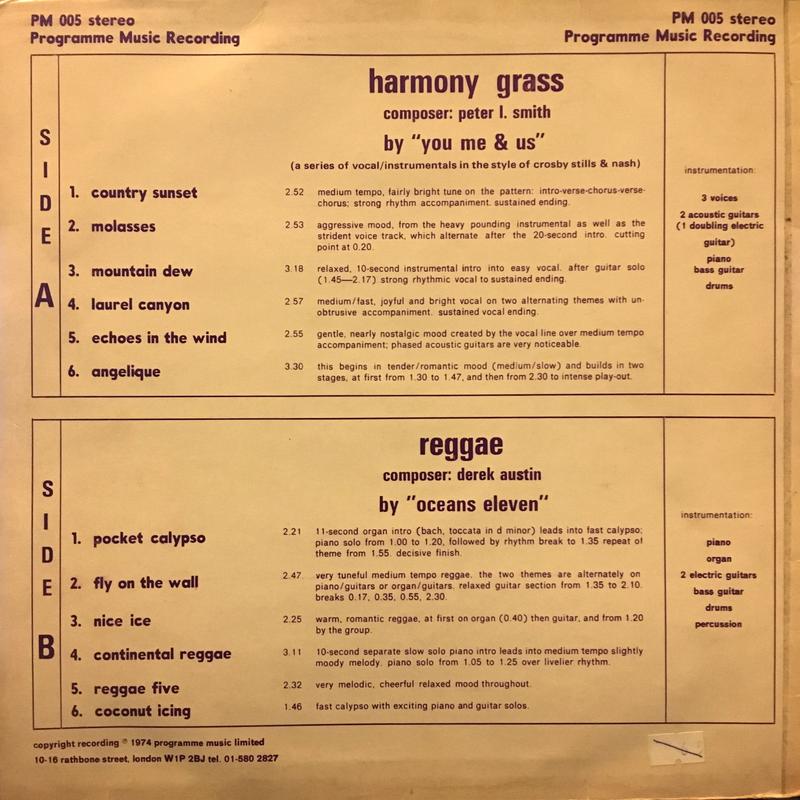 PM 005 stereo
Programme Music Recording
PM 005 stereo
Programme Music Recording
SIDE A
harmony grass
composer: peter l. smith
by "you me & us"
(a series of vocal/instrumentals in the style of crosby stills & nash)
1. country sunset 2.52 medium tempo, fairly bright tune on the pattern: intro-verse-chorus-verse-
chorus; strong rhythm accompaniment. sustained ending.
2. molasses 2.53 aggressive mood, from the heavy pounding instrumental as well as the
strident voice track, which alternate after the 20-second intro. cutting
point at 0.20.
3. mountain dew 3.18 relaxed, 10-second instrumental intro into easy vocal. after guitar solo
(1.45—2.17) strong rhythmic vocal to sustained ending.
4. laurel canyon 2.57 medium/fast, joyful and bright vocal on two alternating themes with un-
obtrusive accompaniment. sustained vocal ending.
5. echoes in the wind 2.55 gentle, nearly nostalgic mood created by the vocal line over medium tempo
accompaniment; phased acoustic guitars are very noticeable.
6. angelique 3.30 this begins in tender/romantic mood (medium/slow) and builds in two
stages, at first from 1.30 to 1.47, and then from 2.30 to intense play-out.
instrumentation:
3 voices
2 acoustic guitars
(1 doubling electric
guitar)
piano
bass guitar
drums
SIDE B
reggae
composer: derek austin
by "oceans eleven"
1. pocket calypso 2.21 11-second organ intro (bach, toccata in d minor) leads into fast calypso;
piano solo from 1.00 to 1.20, followed by rhythm break to 1.35 repeat of
theme from 1.55. decisive finish.
2. fly on the wall 2.47 very tuneful medium tempo reggae. the two themes are alternately on
piano/guitars or organ/guitars. relaxed guitar section from 1.35 to 2.10.
breaks 0.17, 0.35, 0.55, 2.30.
3. nice ice 2.25 warm, romantic reggae, at first on organ (0.40) then guitar, and from 1.20
by the group.
4. continental reggae 3.11 10-second separate slow solo piano intro leads into medium tempo slightly
moody melody. piano solo from 1.05 to 1.25 over livelier rhythm.
5. reggae five 2.32 very melodic, cheerful relaxed mood throughout.
6. coconut icing 1.46 fast calypso with exciting piano and guitar solos.
instrumentation:
piano
organ
2 electric guitars
bass guitar
drums
percussion
copyright recording ℗ 1974 programme music limited
10-16 rathbone street, london W1P 2BJ tel. 01-580 2827